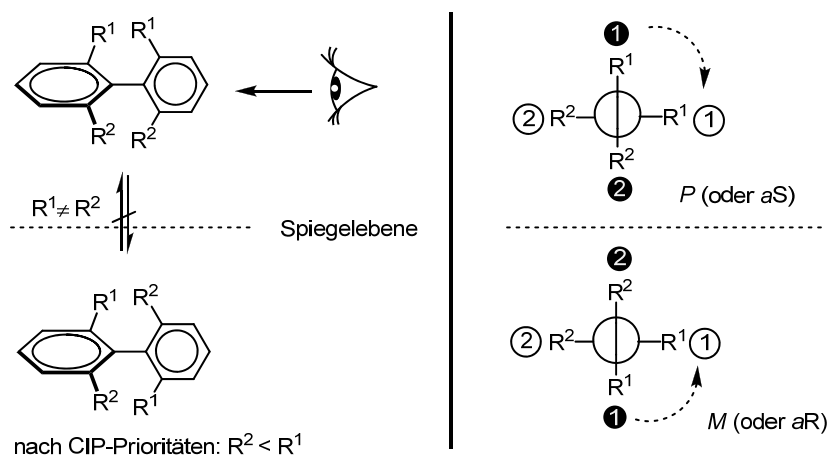 R¹ R¹
R² R²
R¹ ≠ R²
Spiegelebene
R¹ R²
R² R¹
nach CIP-Prioritäten: R² < R¹
1
R¹
2 R² R¹ 1
R²
2
P (oder aS)
2
R²
2 R² R¹ 1
R¹
1
M (oder aR)